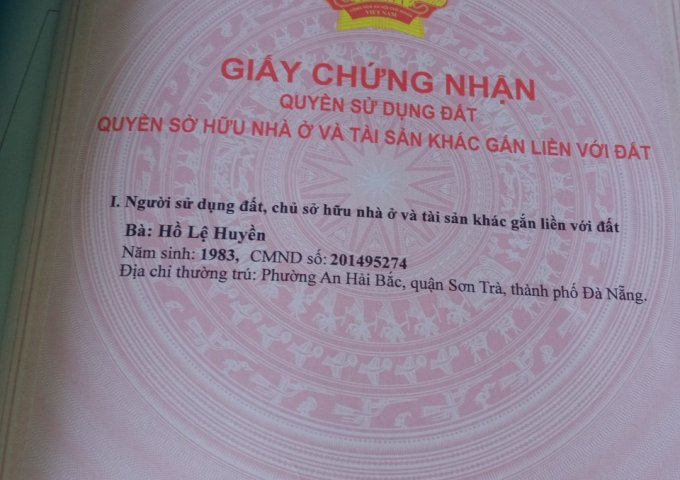 VIỆT NAM
GIẤY CHỨNG NHẬN
QUYỀN SỬ DỤNG ĐẤT
QUYỀN SỞ HỮU NHÀ Ở VÀ TÀI SẢN KHÁC GẮN LIỀN VỚI ĐẤT
I. Người sử dụng đất, chủ sở hữu nhà ở và tài sản khác gắn liền với đất
Bà: Hồ Lệ Huyền
Năm sinh: 1983, CMND số: 201495274
Địa chỉ thường trú: Phường An Hải Bắc, quận Sơn Trà, thành phố Đà Nẵng.